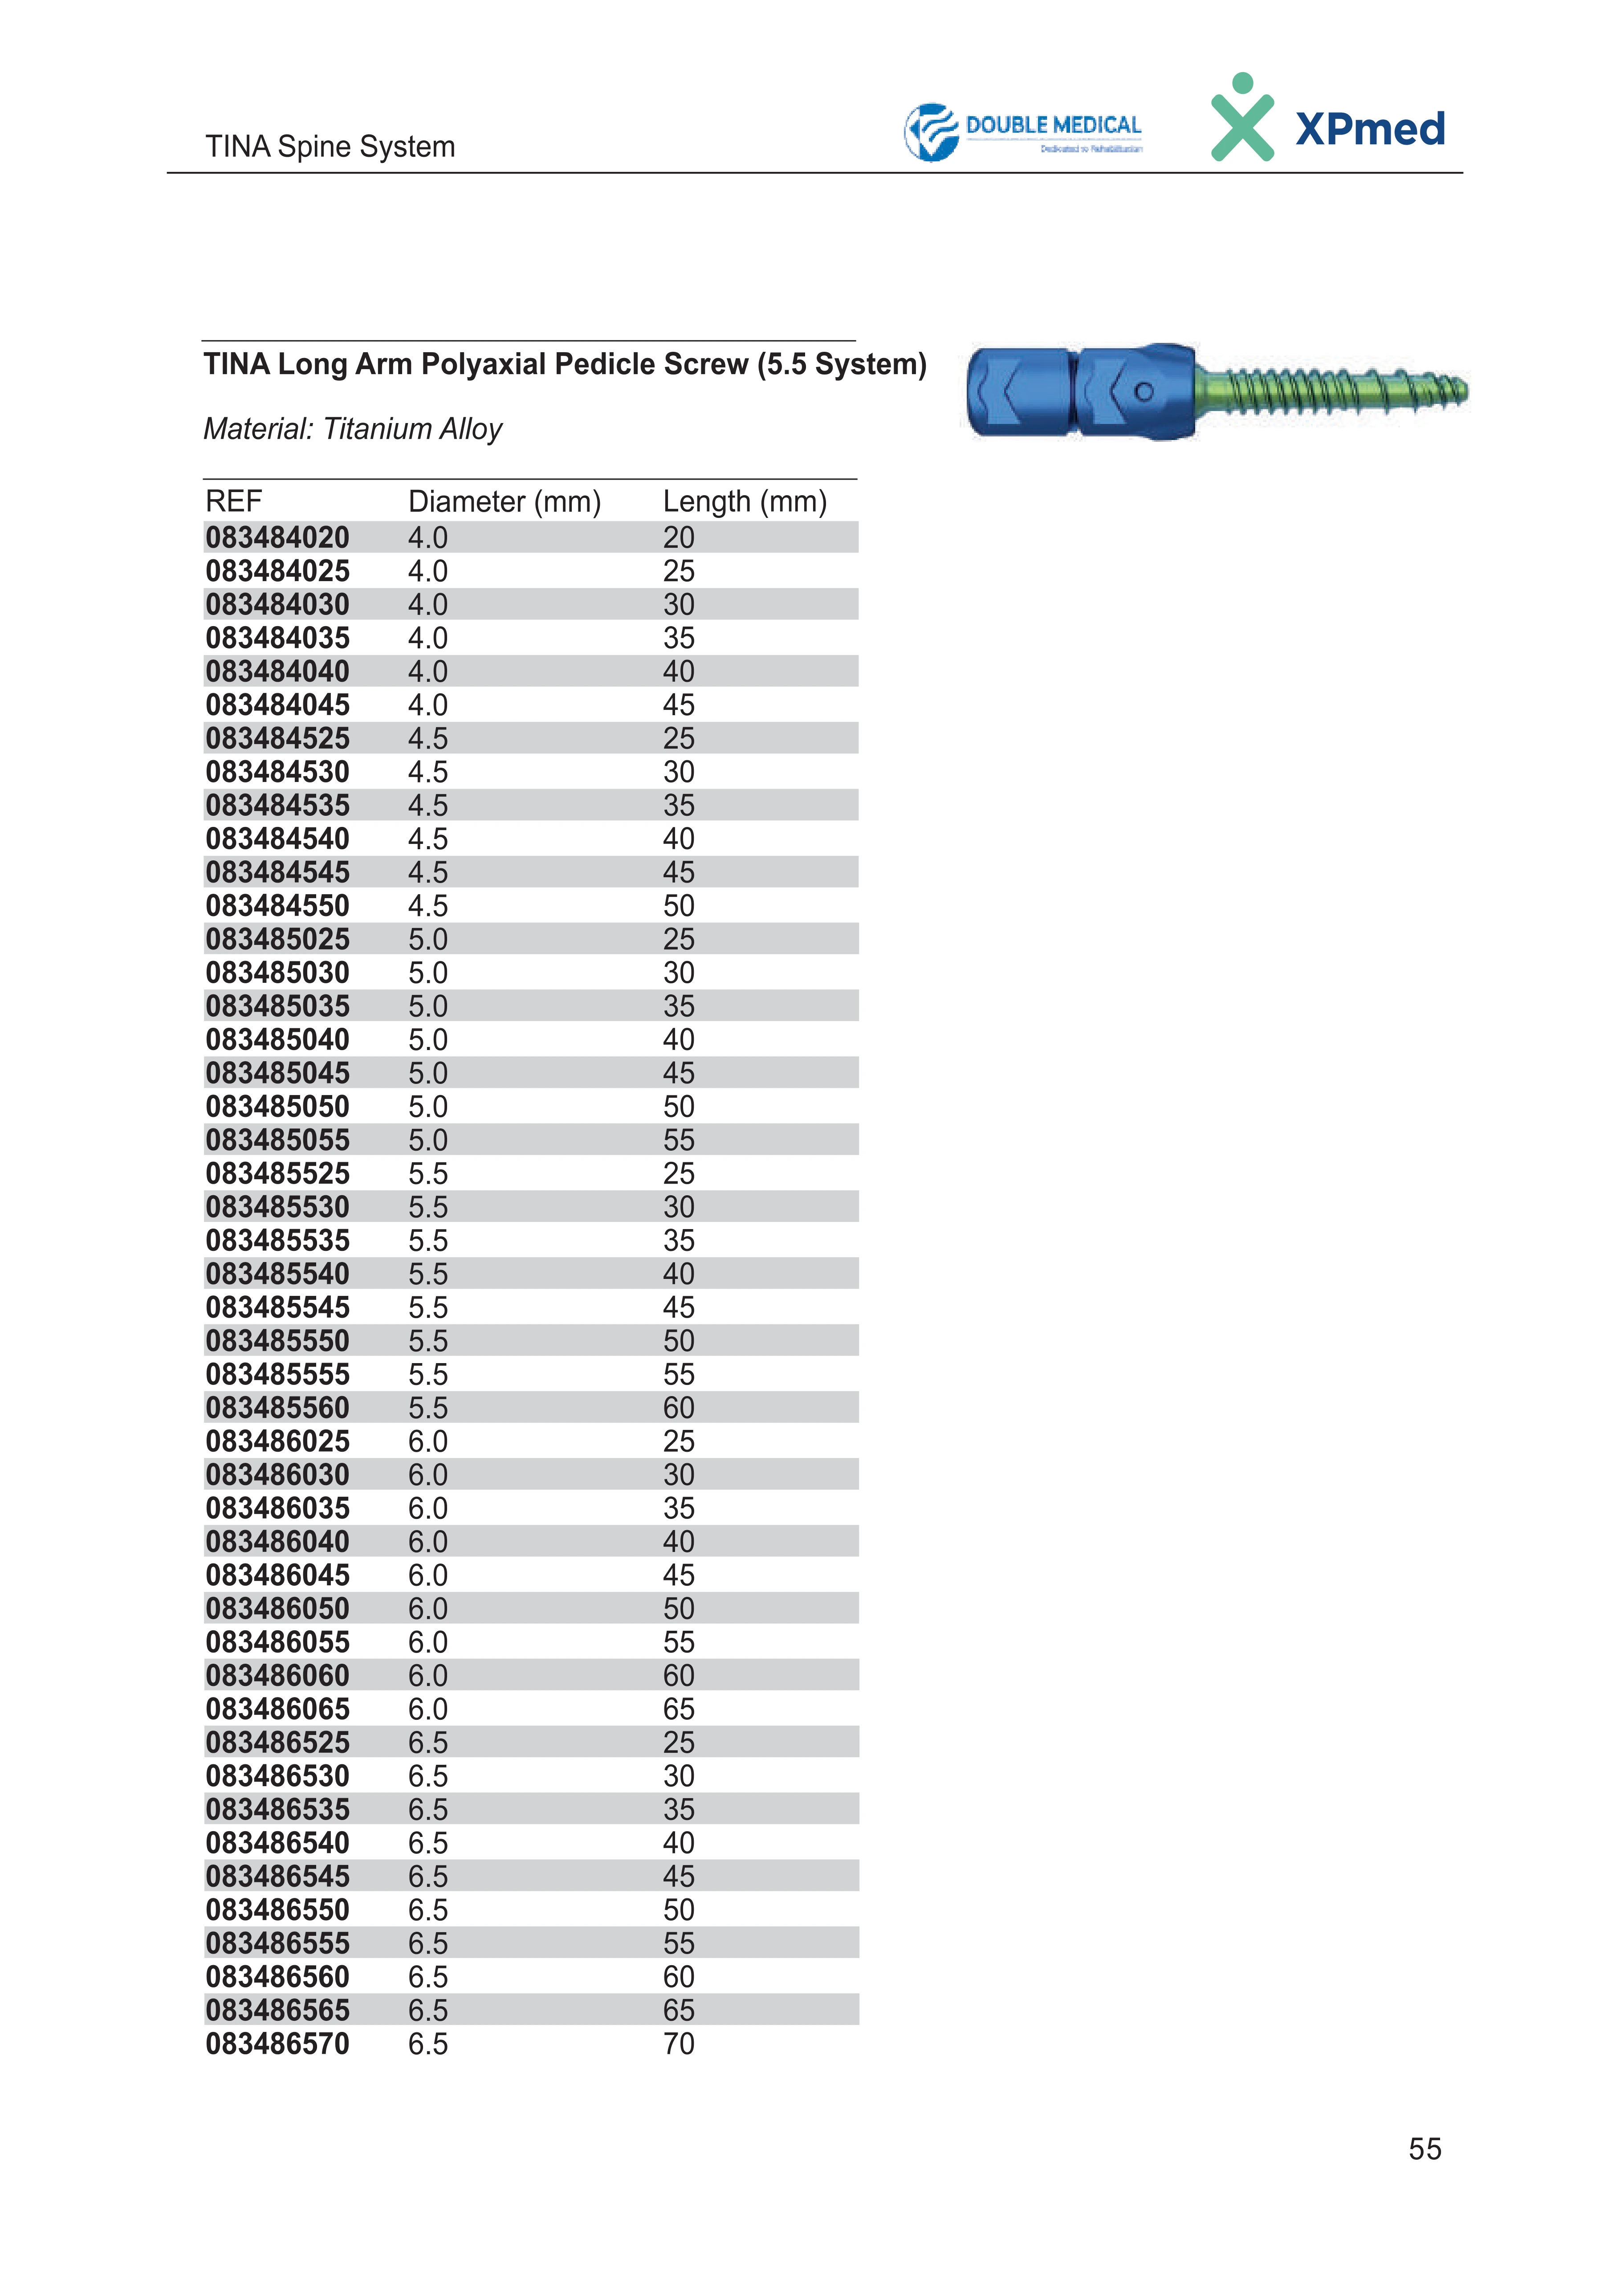 TINA Spine System
DOUBLE MEDICAL
Dedicated to Rehabilitation
XPmed
TINA Long Arm Polyaxial Pedicle Screw (5.5 System)
Material: Titanium Alloy
REF Diameter (mm) Length (mm)
083484020 4.0 20
083484025 4.0 25
083484030 4.0 30
083484035 4.0 35
083484040 4.0 40
083484045 4.0 45
083484525 4.5 25
083484530 4.5 30
083484535 4.5 35
083484540 4.5 40
083484545 4.5 45
083484550 4.5 50
083485025 5.0 25
083485030 5.0 30
083485035 5.0 35
083485040 5.0 40
083485045 5.0 45
083485050 5.0 50
083485055 5.0 55
083485525 5.5 25
083485530 5.5 30
083485535 5.5 35
083485540 5.5 40
083485545 5.5 45
083485550 5.5 50
083485555 5.5 55
083485560 5.5 60
083486025 6.0 25
083486030 6.0 30
083486035 6.0 35
083486040 6.0 40
083486045 6.0 45
083486050 6.0 50
083486055 6.0 55
083486060 6.0 60
083486065 6.0 65
083486525 6.5 25
083486530 6.5 30
083486535 6.5 35
083486540 6.5 40
083486545 6.5 45
083486550 6.5 50
083486555 6.5 55
083486560 6.5 60
083486565 6.5 65
083486570 6.5 70
55